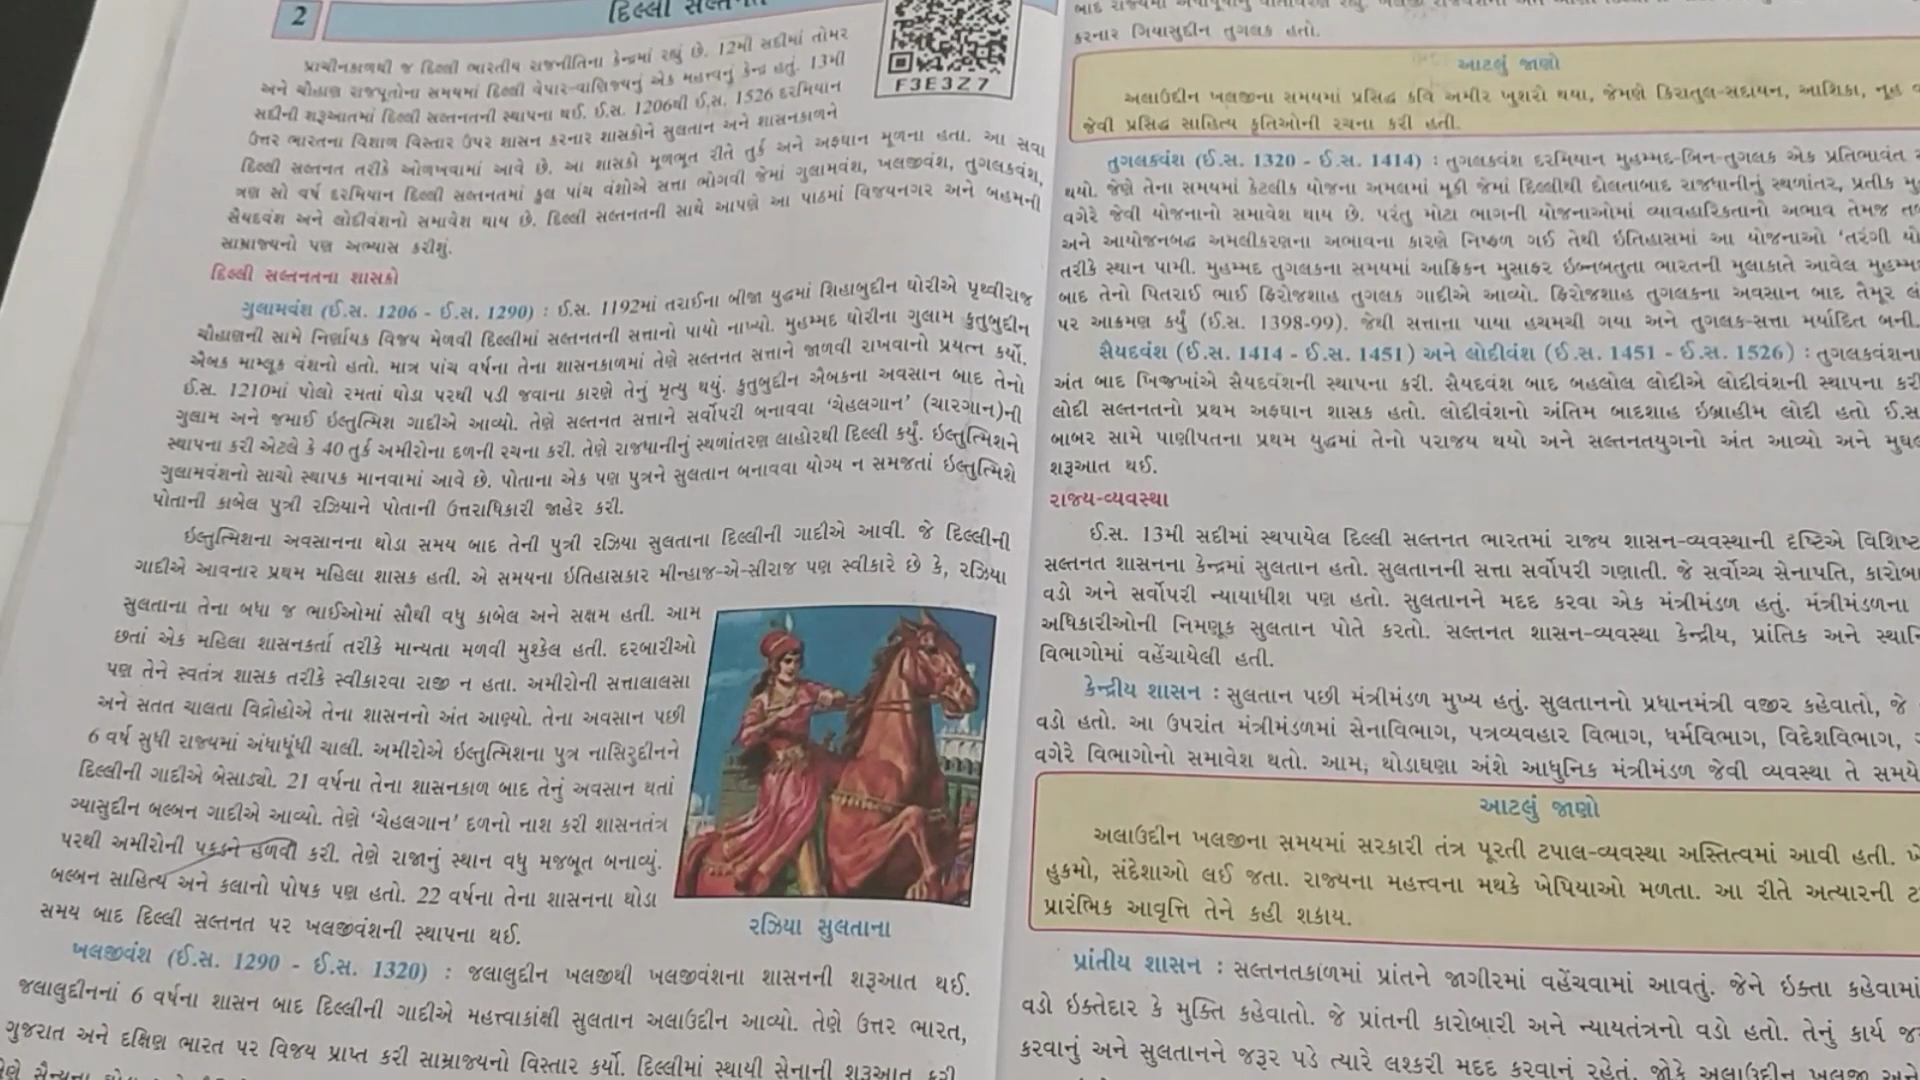 2
દિલ્લી સલ્તનત
F3E3Z7
પ્રાચીનકાળથી જ દિલ્લી ભારતીય રાજનીતિના કેન્દ્રમાં રહ્યું છે. 12મી સદીમાં તોમર
અને ચૌહાણ રાજપૂતોના સમયમાં દિલ્લી વેપાર-વાણિજ્યનું એક મહત્ત્વનું કેન્દ્ર હતું. 13મી
સદીની શરૂઆતમાં દિલ્લી સલ્તનતની સ્થાપના થઈ. ઈ.સ. 1206થી ઈ.સ. 1526 દરમિયાન
ઉત્તર ભારતના વિશાળ વિસ્તાર ઉપર શાસન કરનાર શાસકોને સુલતાન અને શાસનકાળને
દિલ્લી સલ્તનત તરીકે ઓળખવામાં આવે છે. આ શાસકો મૂળભૂત રીતે તુર્ક અને અફઘાન મૂળના હતા. આ સવા
ત્રણ સો વર્ષ દરમિયાન દિલ્લી સલ્તનતમાં કુલ પાંચ વંશોએ સત્તા ભોગવી જેમાં ગુલામવંશ, ખલજીવંશ, તુગલકવંશ,
સૈયદવંશ અને લોદીવંશનો સમાવેશ થાય છે. દિલ્લી સલ્તનતની સાથે આપણે આ પાઠમાં વિજયનગર અને બહમની
સામ્રાજ્યનો પણ અભ્યાસ કરીશું.
દિલ્લી સલ્તનતના શાસકો
ગુલામવંશ (ઈ.સ. 1206 - ઈ.સ. 1290) : ઈ.સ. 1192માં તરાઈના બીજા યુદ્ધમાં શિહાબુદ્દીન ઘોરીએ પૃથ્વીરાજ
ચૌહાણની સામે નિર્ણાયક વિજય મેળવી દિલ્લીમાં સલ્તનતની સત્તાનો પાયો નાખ્યો. મુહમ્મદ ઘોરીના ગુલામ કુતુબુદ્દીન
ઐબક મામ્લૂક વંશનો હતો. માત્ર પાંચ વર્ષના તેના શાસનકાળમાં તેણે સલ્તનત સત્તાને જાળવી રાખવાનો પ્રયત્ન કર્યો.
ઈ.સ. 1210માં પોલો રમતાં ઘોડા પરથી પડી જવાના કારણે તેનું મૃત્યુ થયું. કુતુબુદ્દીન ઐબકના અવસાન બાદ તેનો
ગુલામ અને જમાઈ ઇલ્તુત્મિશ ગાદીએ આવ્યો. તેણે સલ્તનત સત્તાને સર્વોપરી બનાવવા 'ચેહલગાન' (ચારગાન)ની
સ્થાપના કરી એટલે કે 40 તુર્ક અમીરોના દળની રચના કરી. તેણે રાજધાનીનું સ્થળાંતરણ લાહોરથી દિલ્લી કર્યું. ઇલ્તુત્મિશને
ગુલામવંશનો સાચો સ્થાપક માનવામાં આવે છે. પોતાના એક પણ પુત્રને સુલતાન બનાવવા યોગ્ય ન સમજતાં ઇલ્તુત્મિશે
પોતાની કાબેલ પુત્રી રઝિયાને પોતાની ઉત્તરાધિકારી જાહેર કરી.
ઇલ્તુત્મિશના અવસાનના થોડા સમય બાદ તેની પુત્રી રઝિયા સુલતાના દિલ્લીની ગાદીએ આવી. જે દિલ્લીની
ગાદીએ આવનાર પ્રથમ મહિલા શાસક હતી. એ સમયના ઇતિહાસકાર મીન્હાજ-એ-સીરાજ પણ સ્વીકારે છે કે, રઝિયા
સુલતાના તેના બધા જ ભાઈઓમાં સૌથી વધુ કાબેલ અને સક્ષમ હતી. આમ
છતાં એક મહિલા શાસનકર્તા તરીકે માન્યતા મળવી મુશ્કેલ હતી. દરબારીઓ
પણ તેને સ્વતંત્ર શાસક તરીકે સ્વીકારવા રાજી ન હતા. અમીરોની સત્તાલાલસા
અને સતત ચાલતા વિદ્રોહોએ તેના શાસનનો અંત આણ્યો. તેના અવસાન પછી
6 વર્ષ સુધી રાજ્યમાં અંધાધૂંધી ચાલી. અમીરોએ ઇલ્તુત્મિશના પુત્ર નાસિરુદ્દીનને
દિલ્લીની ગાદીએ બેસાડ્યો. 21 વર્ષના તેના શાસનકાળ બાદ તેનું અવસાન થતાં
ગ્યાસુદ્દીન બલ્બન ગાદીએ આવ્યો. તેણે 'ચેહલગાન' દળનો નાશ કરી શાસનતંત્ર
પરથી અમીરોની પકડને હળવી કરી. તેણે રાજાનું સ્થાન વધુ મજબૂત બનાવ્યું.
બલ્બન સાહિત્ય અને કલાનો પોષક પણ હતો. 22 વર્ષના તેના શાસનના થોડા
સમય બાદ દિલ્લી સલ્તનત પર ખલજીવંશની સ્થાપના થઈ.
રઝિયા સુલતાના
ખલજીવંશ (ઈ.સ. 1290 - ઈ.સ. 1320) : જલાલુદ્દીન ખલજીથી ખલજીવંશના શાસનની શરૂઆત થઈ.
જલાલુદ્દીનનાં 6 વર્ષના શાસન બાદ દિલ્લીની ગાદીએ મહત્ત્વાકાંક્ષી સુલતાન અલાઉદ્દીન આવ્યો. તેણે ઉત્તર ભારત,
ગુજરાત અને દક્ષિણ ભારત પર વિજય પ્રાપ્ત કરી સામ્રાજ્યનો વિસ્તાર કર્યો. દિલ્લીમાં સ્થાયી સેનાની શરૂઆત કરી
કરનાર ગિયાસુદ્દીન તુગલક હતો.
આટલું જાણો
અલાઉદ્દીન ખલજીના સમયમાં પ્રસિદ્ધ કવિ અમીર ખુશરો થયા, જેમણે કિરાતુલ-સદાયન, આશિકા, નૂહ
જેવી પ્રસિદ્ધ સાહિત્ય કૃતિઓની રચના કરી હતી.
તુગલકવંશ (ઈ.સ. 1320 - ઈ.સ. 1414) : તુગલકવંશ દરમિયાન મુહમ્મદ-બિન-તુગલક એક પ્રતિભાવંત
થયો. જેણે તેના સમયમાં કેટલીક યોજના અમલમાં મૂકી જેમાં દિલ્લીથી દોલતાબાદ રાજધાનીનું સ્થળાંતર, પ્રતીક
વગેરે જેવી યોજનાનો સમાવેશ થાય છે. પરંતુ મોટા ભાગની યોજનાઓમાં વ્યાવહારિકતાનો અભાવ તેમજ
અને આયોજનબદ્ધ અમલીકરણના અભાવના કારણે નિષ્ફળ ગઈ તેથી ઇતિહાસમાં આ યોજનાઓ 'તરંગી
તરીકે સ્થાન પામી. મુહમ્મદ તુગલકના સમયમાં આફ્રિકન મુસાફર ઇબ્નબતુતા ભારતની મુલાકાતે આવેલ
બાદ તેનો પિતરાઈ ભાઈ ફિરોજશાહ તુગલક ગાદીએ આવ્યો. ફિરોજશાહ તુગલકના અવસાન બાદ તૈમૂર
પર આક્રમણ કર્યું (ઈ.સ. 1398-99). જેથી સત્તાના પાયા હચમચી ગયા અને તુગલક-સત્તા મર્યાદિત બની.
સૈયદવંશ (ઈ.સ. 1414 - ઈ.સ. 1451) અને લોદીવંશ (ઈ.સ. 1451 - ઈ.સ. 1526) : તુગલકવંશના
અંત બાદ ખિજખાંએ સૈયદવંશની સ્થાપના કરી. સૈયદવંશ બાદ બહલોલ લોદીએ લોદીવંશની સ્થાપના કરી
લોદી સલ્તનતનો પ્રથમ અફઘાન શાસક હતો. લોદીવંશનો અંતિમ બાદશાહ ઇબ્રાહીમ લોદી હતો ઈ.સ.
બાબર સામે પાણીપતના પ્રથમ યુદ્ધમાં તેનો પરાજય થયો અને સલ્તનતયુગનો અંત આવ્યો અને
શરૂઆત થઈ.
રાજ્ય-વ્યવસ્થા
ઈ.સ. 13મી સદીમાં સ્થપાયેલ દિલ્લી સલ્તનત ભારતમાં રાજ્ય શાસન-વ્યવસ્થાની દૃષ્ટિએ વિશિષ્ટ
સલ્તનત શાસનના કેન્દ્રમાં સુલતાન હતો. સુલતાનની સત્તા સર્વોપરી ગણાતી. જે સર્વોચ્ચ સેનાપતિ,
વડો અને સર્વોપરી ન્યાયાધીશ પણ હતો. સુલતાનને મદદ કરવા એક મંત્રીમંડળ હતું. મંત્રીમંડળના
અધિકારીઓની નિમણૂક સુલતાન પોતે કરતો. સલ્તનત શાસન-વ્યવસ્થા કેન્દ્રીય, પ્રાંતિક અને
વિભાગોમાં વહેંચાયેલી હતી.
કેન્દ્રીય શાસન : સુલતાન પછી મંત્રીમંડળ મુખ્ય હતું. સુલતાનનો પ્રધાનમંત્રી વજીર કહેવાતો, જે
વડો હતો. આ ઉપરાંત મંત્રીમંડળમાં સેનાવિભાગ, પત્રવ્યવહાર વિભાગ, ધર્મવિભાગ, વિદેશવિભાગ,
વગેરે વિભાગોનો સમાવેશ થતો. આમ, થોડાઘણા અંશે આધુનિક મંત્રીમંડળ જેવી વ્યવસ્થા તે સમયે
આટલું જાણો
અલાઉદ્દીન ખલજીના સમયમાં સરકારી તંત્ર પૂરતી ટપાલ-વ્યવસ્થા અસ્તિત્વમાં આવી હતી.
હુકમો, સંદેશાઓ લઈ જતા. રાજ્યના મહત્ત્વના મથકે ખેપિયાઓ મળતા. આ રીતે અત્યારની
પ્રારંભિક આવૃત્તિ તેને કહી શકાય.
પ્રાંતીય શાસન : સલ્તનતકાળમાં પ્રાંતને જાગીરમાં વહેંચવામાં આવતું. જેને ઇક્તા કહેવામાં
વડો ઇક્તેદાર કે મુક્તિ કહેવાતો. જે પ્રાંતની કારોબારી અને ન્યાયતંત્રનો વડો હતો. તેનું કાર્ય
કરવાનું અને સુલતાનને જરૂર પડે ત્યારે લશ્કરી મદદ કરવાનું રહેતું. જોકે અલાઉદ્દીન ખલજી અને